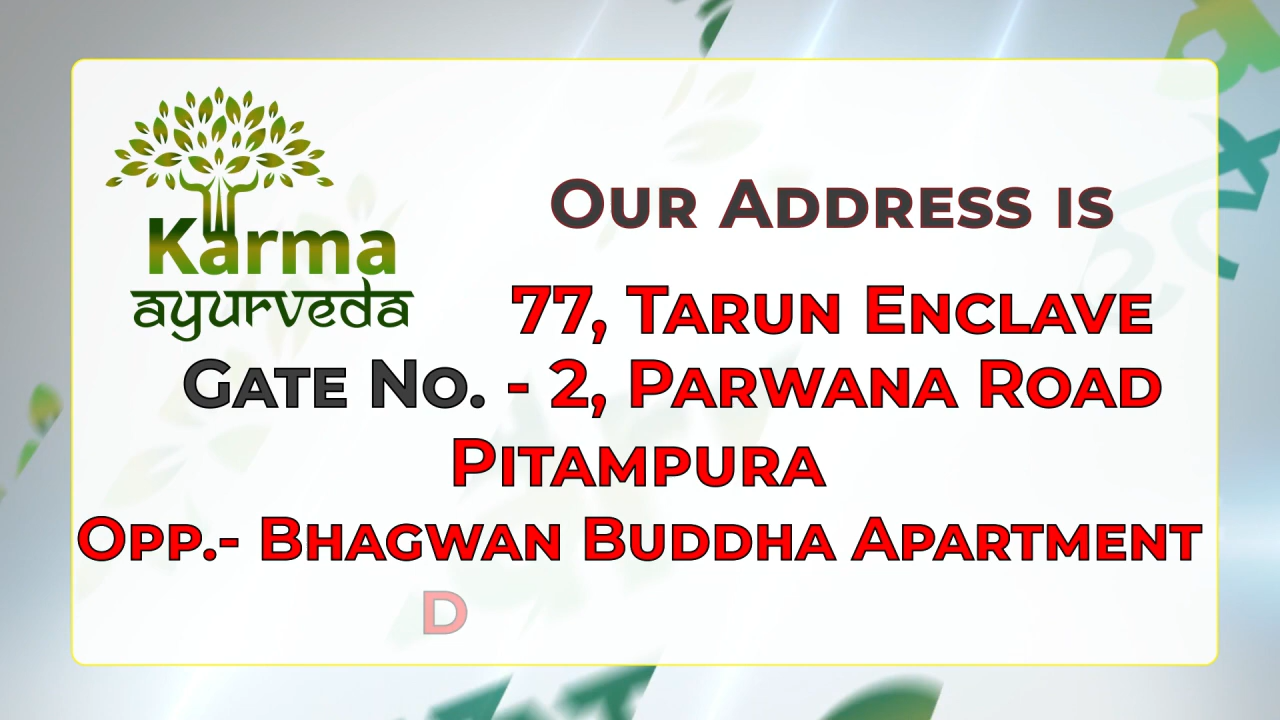 Karma
ayurveda
OUR ADDRESS IS
77, TARUN ENCLAVE
GATE NO. - 2, PARWANA ROAD
PITAMPURA
OPP.- BHAGWAN BUDDHA APARTMENT
D